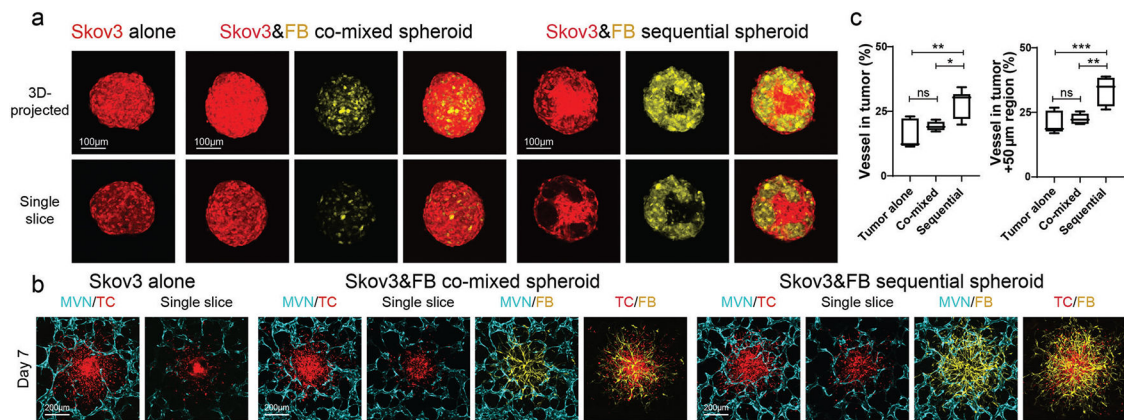 a
Skov3 alone
Skov3&FB co-mixed spheroid
Skov3&FB sequential spheroid
3D-
projected
100µm
100µm
100µm
Single
slice
c
Vessel in tumor (%)
50
25
0
**
*
ns
Tumor alone
Co-mixed
Sequential
Vessel in tumor
+50 µm region (%)
50
25
0
***
**
ns
Tumor alone
Co-mixed
Sequential
b
Skov3 alone
Skov3&FB co-mixed spheroid
Skov3&FB sequential spheroid
MVN/TC
Single slice
MVN/TC
Single slice
MVN/FB
TC/FB
MVN/TC
Single slice
MVN/FB
TC/FB
Day 7
200µm
200µm
200µm